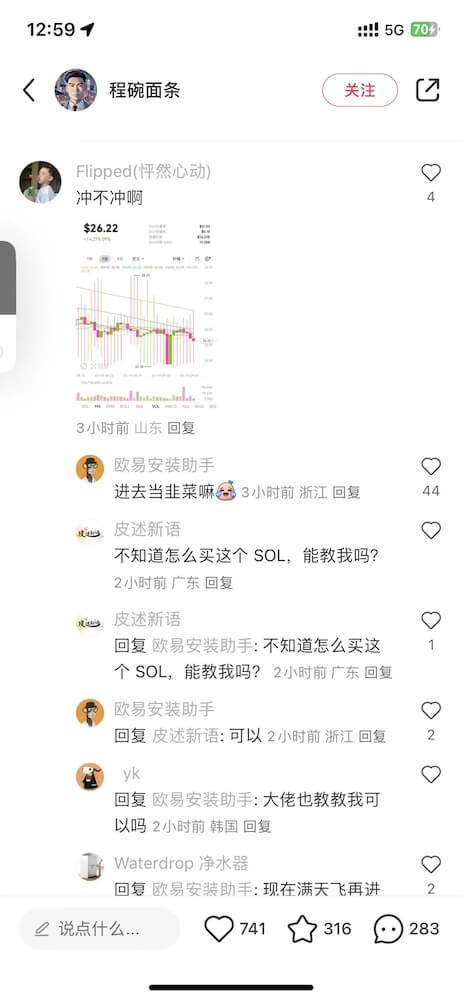 12:59
5G
70
程碗面条
关注
Flipped(怦然心动)
冲不冲啊
4
$26.22
3小时前 山东 回复
欧易安装助手
进去当韭菜嘛 3小时前 浙江 回复
44
皮述新语
不知道怎么买这个 SOL，能教我吗?
2小时前 广东 回复
皮述新语
回复 欧易安装助手: 不知道怎么买这
个 SOL，能教我吗? 2小时前 广东 回复
1
欧易安装助手
回复 皮述新语: 可以 2小时前 浙江 回复
2
yk
回复 欧易安装助手: 大佬也教教我可
以吗 2小时前 韩国 回复
Waterdrop 净水器
回复 欧易安装助手: 现在满天飞再进
2
说点什么...
741
316
283